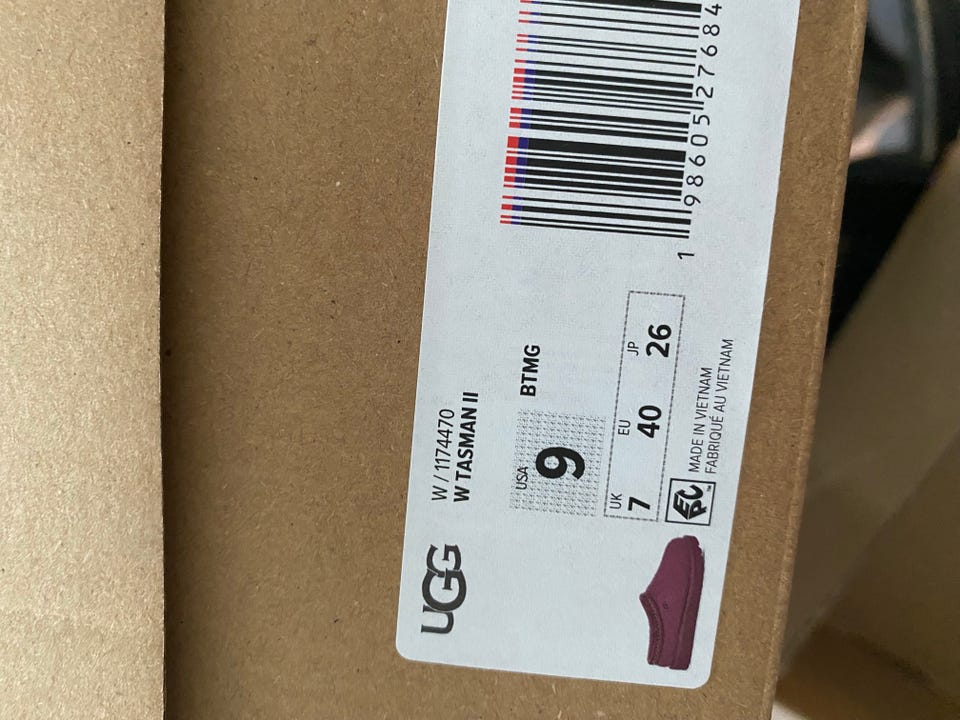 UGG
W / 1174470
W TASMAN II
USA
9
BTMG
UK EU JP
7 40 26
EPC
MADE IN VIETNAM
FABRIQUÉ AU VIETNAM
1 98605 27684